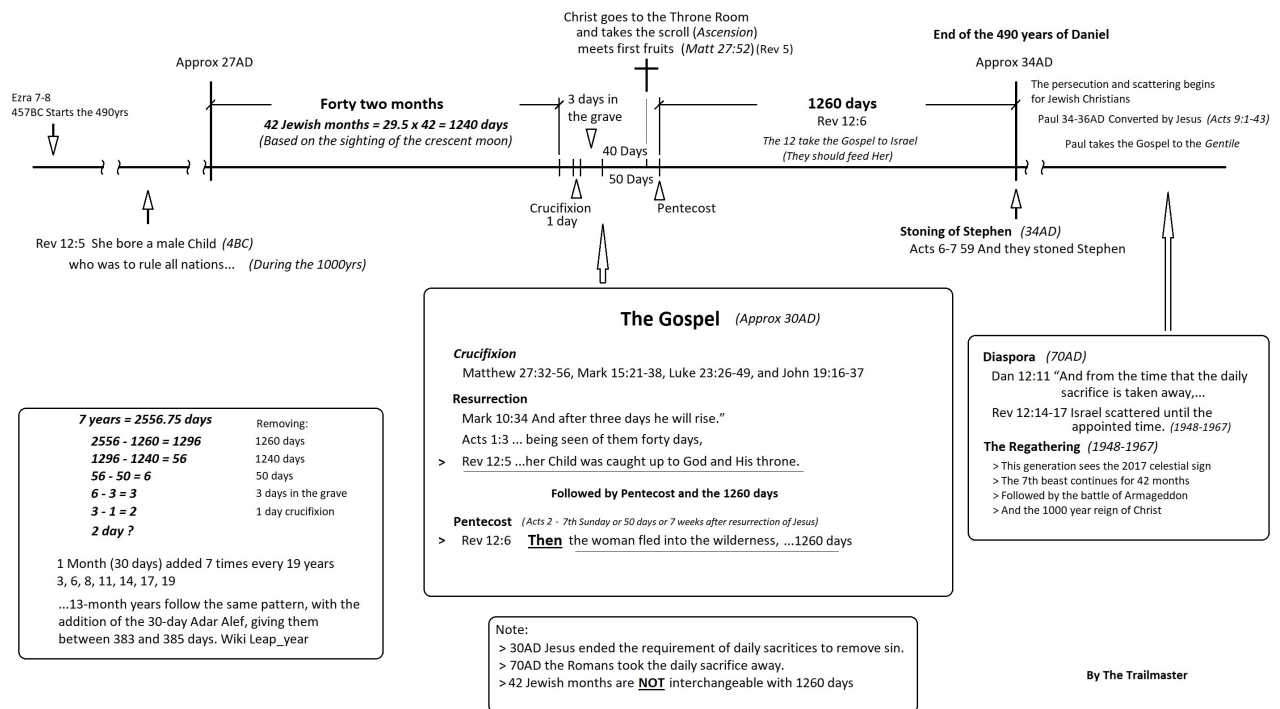 Christ goes to the Throne Room
and takes the scroll (Ascension)
meets first fruits (Matt 27:52) (Rev 5)
End of the 490 years of Daniel
Approx 27AD
Approx 34AD
Ezra 7-8
457BC Starts the 490yrs
Forty two months
42 Jewish months = 29.5 x 42 = 1240 days
(Based on the sighting of the crescent moon)
3 days in
the grave
40 Days
50 Days
1260 days
Rev 12:6
The 12 take the Gospel to Israel
(They should feed Her)
The persecution and scattering begins
for Jewish Christians
Paul 34-36AD Converted by Jesus (Acts 9:1-43)
Paul takes the Gospel to the Gentile
Crucifixion
1 day
Pentecost
Rev 12:5 She bore a male Child (4BC)
who was to rule all nations... (During the 1000yrs)
Stoning of Stephen (34AD)
Acts 6-7 59 And they stoned Stephen
The Gospel (Approx 30AD)
Crucifixion
Matthew 27:32-56, Mark 15:21-38, Luke 23:26-49, and John 19:16-37
Resurrection
Mark 10:34 And after three days he will rise.”
Acts 1:3 ... being seen of them forty days,
> Rev 12:5 ...her Child was caught up to God and His throne.
Followed by Pentecost and the 1260 days
Pentecost (Acts 2 - 7th Sunday or 50 days or 7 weeks after resurrection of Jesus)
> Rev 12:6 Then the woman fled into the wilderness, ...1260 days
Diaspora (70AD)
Dan 12:11 “And from the time that the daily
sacrifice is taken away,...
Rev 12:14-17 Israel scattered until the
appointed time. (1948-1967)
The Regathering (1948-1967)
> This generation sees the 2017 celestial sign
> The 7th beast continues for 42 months
> Followed by the battle of Armageddon
> And the 1000 year reign of Christ
7 years = 2556.75 days Removing:
2556 - 1260 = 1296 1260 days
1296 - 1240 = 56 1240 days
56 - 50 = 6 50 days
6 - 3 = 3 3 days in the grave
3 - 1 = 2 1 day crucifixion
2 day ?
1 Month (30 days) added 7 times every 19 years
3, 6, 8, 11, 14, 17, 19
...13-month years follow the same pattern, with the
addition of the 30-day Adar Alef, giving them
between 383 and 385 days. Wiki Leap_year
Note:
> 30AD Jesus ended the requirement of daily sacrtices to remove sin.
> 70AD the Romans took the daily sacrifice away.
> 42 Jewish months are NOT interchangeable with 1260 days
By The Trailmaster